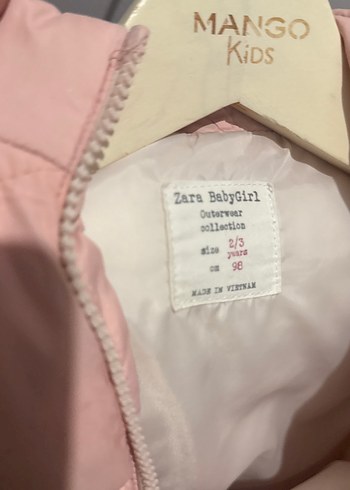 MANGO
KiDS
Zara BabyGirl
Outerwear
collection
size 2/3
years
cm 98
MADE IN VIETNAM